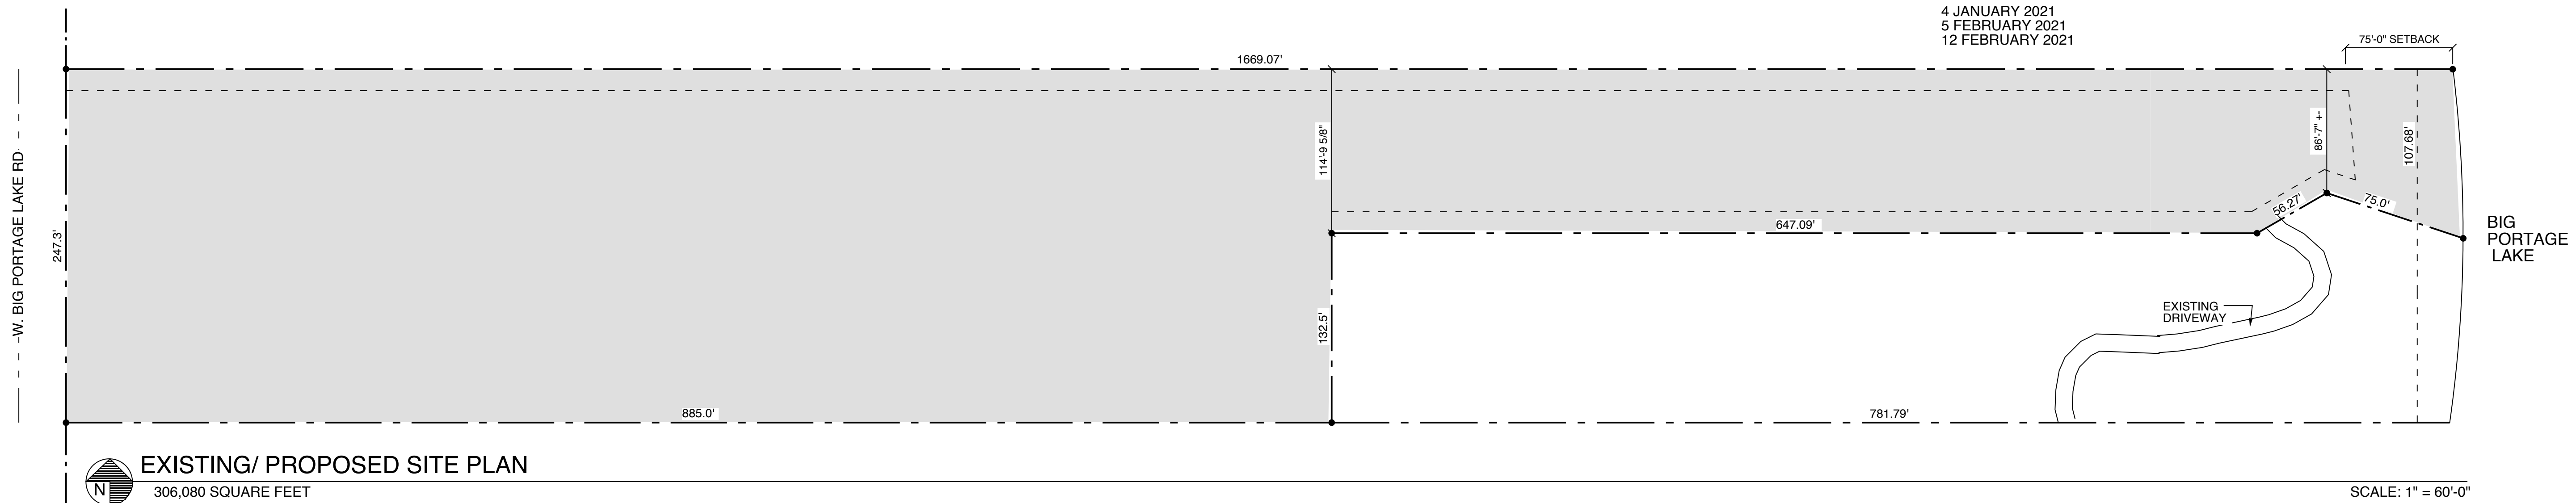 4 JANUARY 2021
5 FEBRUARY 2021
12 FEBRUARY 2021
75'-0" SETBACK
1669.07'
W. BIG PORTAGE LAKE RD
247.3'
114'-9 5/8"
86'-7" +-
107.68'
56.27'
75.0'
647.09'
BIG
PORTAGE
LAKE
132.5'
EXISTING
DRIVEWAY
885.0'
781.79'
N
EXISTING/ PROPOSED SITE PLAN
306,080 SQUARE FEET
SCALE: 1" = 60'-0"